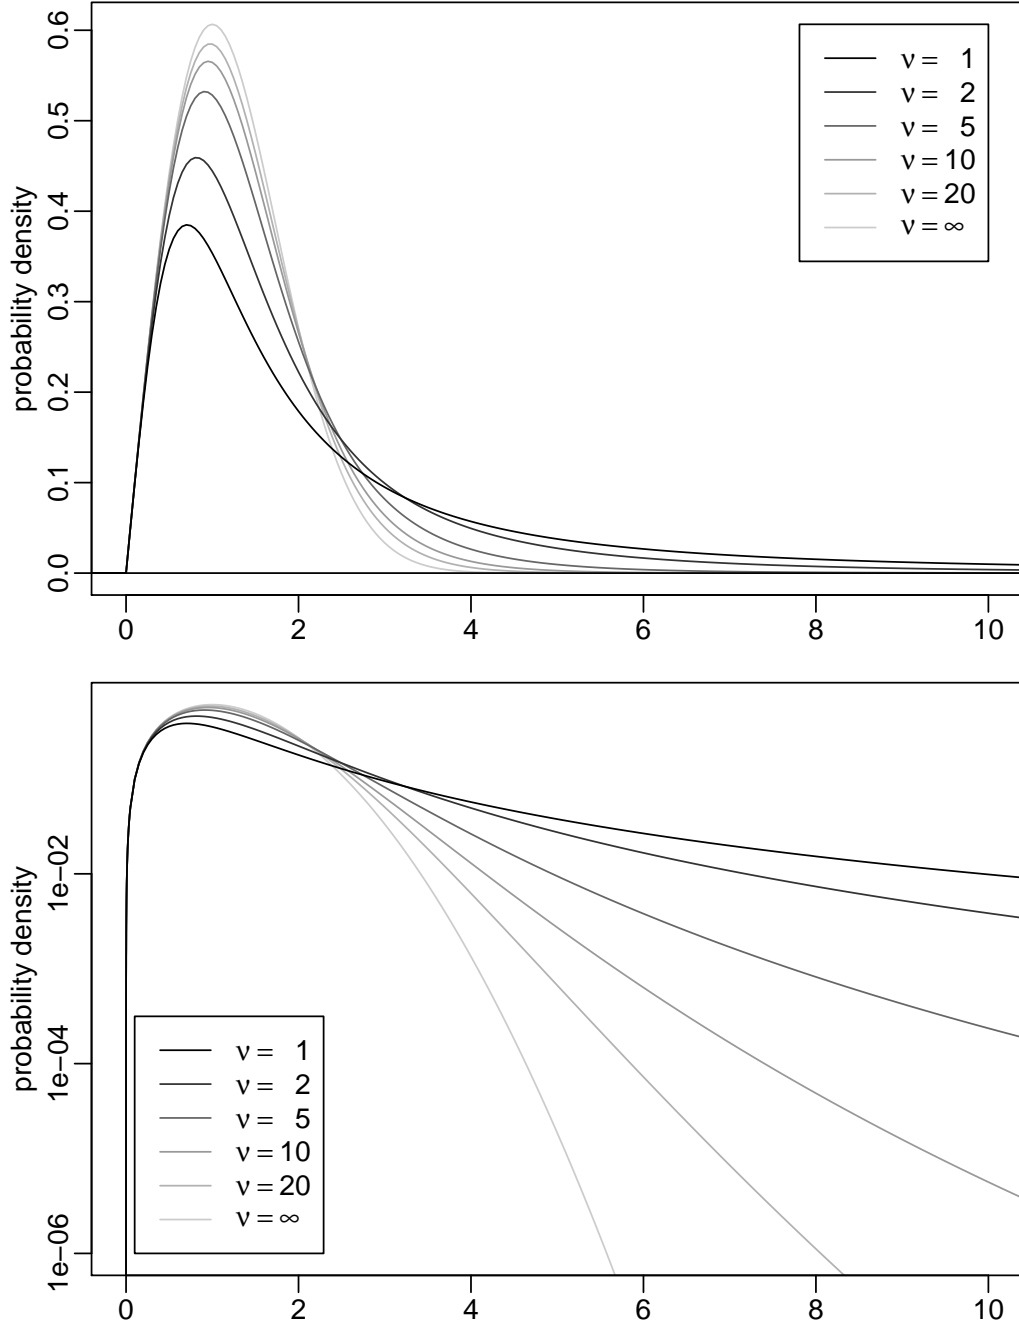 probability density
0.6
0.5
0.4
0.3
0.2
0.1
0.0
ν = 1
ν = 2
ν = 5
ν = 10
ν = 20
ν = ∞
0 2 4 6 8 10
probability density
1e−02
1e−04
1e−06
ν = 1
ν = 2
ν = 5
ν = 10
ν = 20
ν = ∞
0 2 4 6 8 10